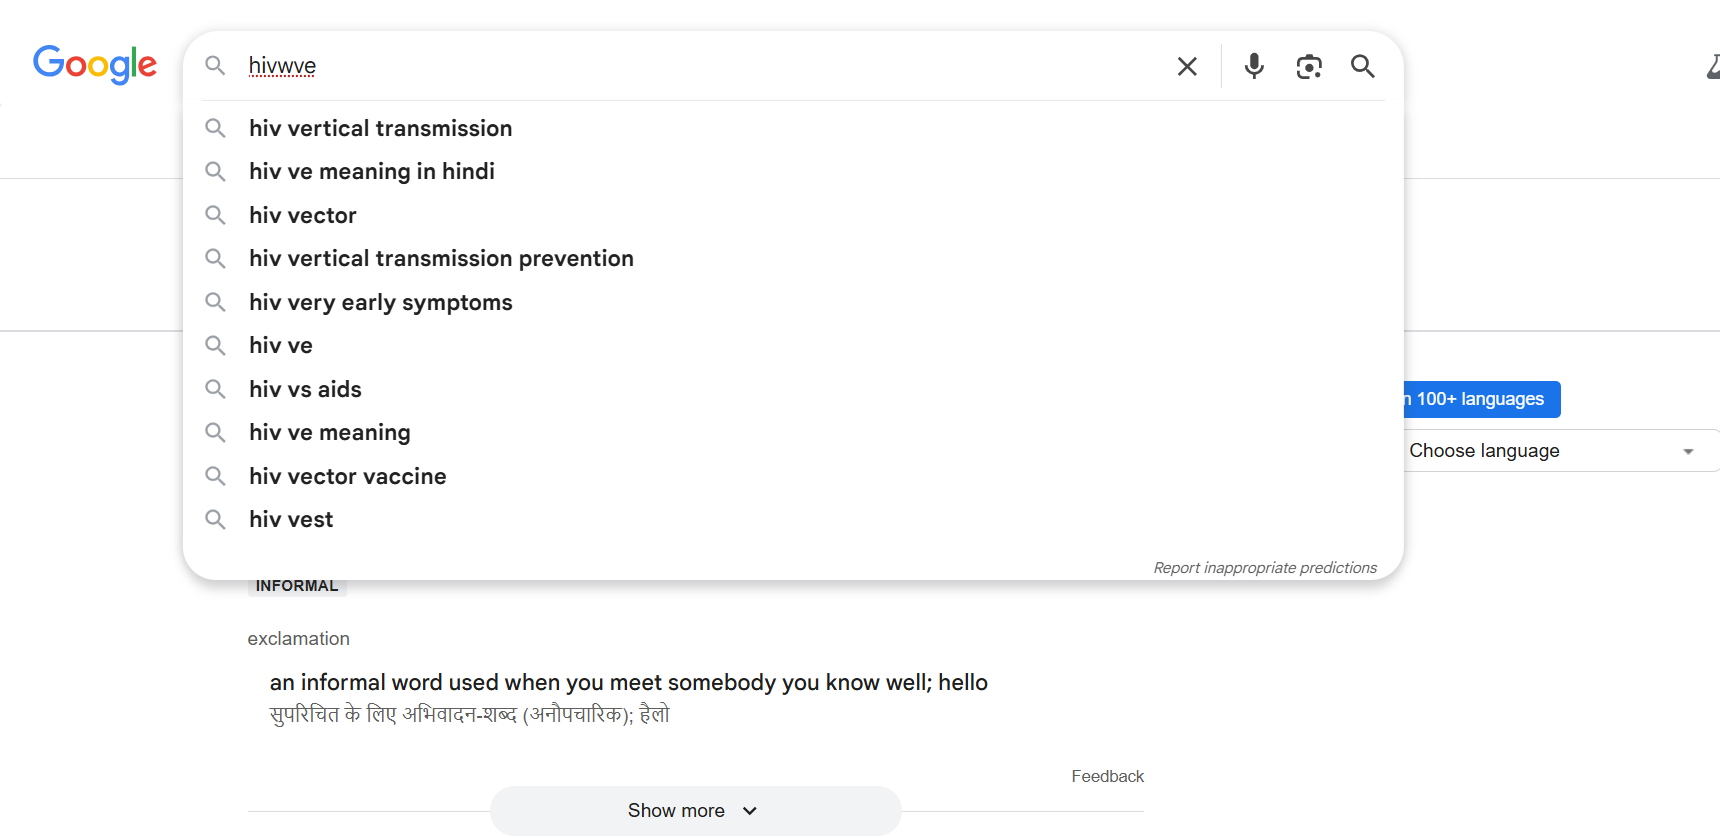 Google
hivwve
hiv vertical transmission
hiv ve meaning in hindi
hiv vector
hiv vertical transmission prevention
hiv very early symptoms
hiv ve
hiv vs aids
hiv ve meaning
hiv vector vaccine
hiv vest
Report inappropriate predictions
100+ languages
Choose language
INFORMAL
exclamation
an informal word used when you meet somebody you know well; hello
सुपरिचित के लिए अभिवादन-शब्द (अनौपचारिक); हैलो
Feedback
Show more